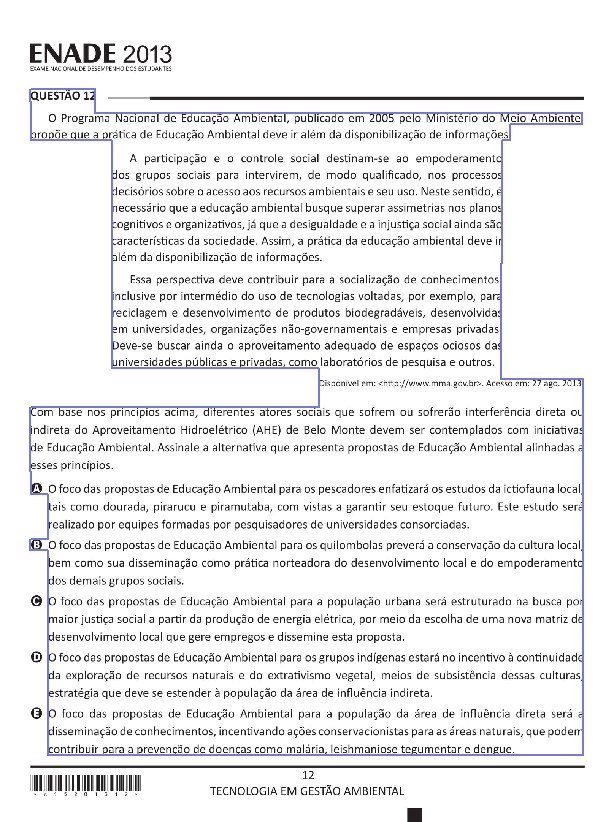 ENADE 2013
EXAME NACIONAL DE DESEMPENHO DOS ESTUDANTES
QUESTÃO 12
O Programa Nacional de Educação Ambiental, publicado em 2005 pelo Ministério do Meio Ambiente,
propõe que a prática de Educação Ambiental deve ir além da disponibilização de informações.
A participação e o controle social destinam-se ao empoderamento
dos grupos sociais para intervirem, de modo qualificado, nos processos
decisórios sobre o acesso aos recursos ambientais e seu uso. Neste sentido, é
necessário que a educação ambiental busque superar assimetrias nos planos
cognitivos e organizativos, já que a desigualdade e a injustiça social ainda são
características da sociedade. Assim, a prática da educação ambiental deve ir
além da disponibilização de informações.
Essa perspectiva deve contribuir para a socialização de conhecimentos,
inclusive por intermédio do uso de tecnologias voltadas, por exemplo, para
reciclagem e desenvolvimento de produtos biodegradáveis, desenvolvidas
em universidades, organizações não-governamentais e empresas privadas.
Deve-se buscar ainda o aproveitamento adequado de espaços ociosos das
universidades públicas e privadas, como laboratórios de pesquisa e outros.
Disponível em: <http://www.mma.gov.br>. Acesso em: 27 ago. 2013.
Com base nos princípios acima, diferentes atores sociais que sofrem ou sofrerão interferência direta ou
indireta do Aproveitamento Hidroelétrico (AHE) de Belo Monte devem ser contemplados com iniciativas
de Educação Ambiental. Assinale a alternativa que apresenta propostas de Educação Ambiental alinhadas a
esses princípios.
A O foco das propostas de Educação Ambiental para os pescadores enfatizará os estudos da ictiofauna local,
tais como dourada, pirarucu e piramutaba, com vistas a garantir seu estoque futuro. Este estudo será
realizado por equipes formadas por pesquisadores de universidades consorciadas.
B O foco das propostas de Educação Ambiental para os quilombolas preverá a conservação da cultura local,
bem como sua disseminação como prática norteadora do desenvolvimento local e do empoderamento
dos demais grupos sociais.
C O foco das propostas de Educação Ambiental para a população urbana será estruturado na busca por
maior justiça social a partir da produção de energia elétrica, por meio da escolha de uma nova matriz de
desenvolvimento local que gere empregos e dissemine esta proposta.
D O foco das propostas de Educação Ambiental para os grupos indígenas estará no incentivo à continuidade
da exploração de recursos naturais e do extrativismo vegetal, meios de subsistência dessas culturas,
estratégia que deve se estender à população da área de influência indireta.
E O foco das propostas de Educação Ambiental para a população da área de influência direta será a
disseminação de conhecimentos, incentivando ações conservacionistas para as áreas naturais, que podem
contribuir para a prevenção de doenças como malária, leishmaniose tegumentar e dengue.
12
TECNOLOGIA EM GESTÃO AMBIENTAL